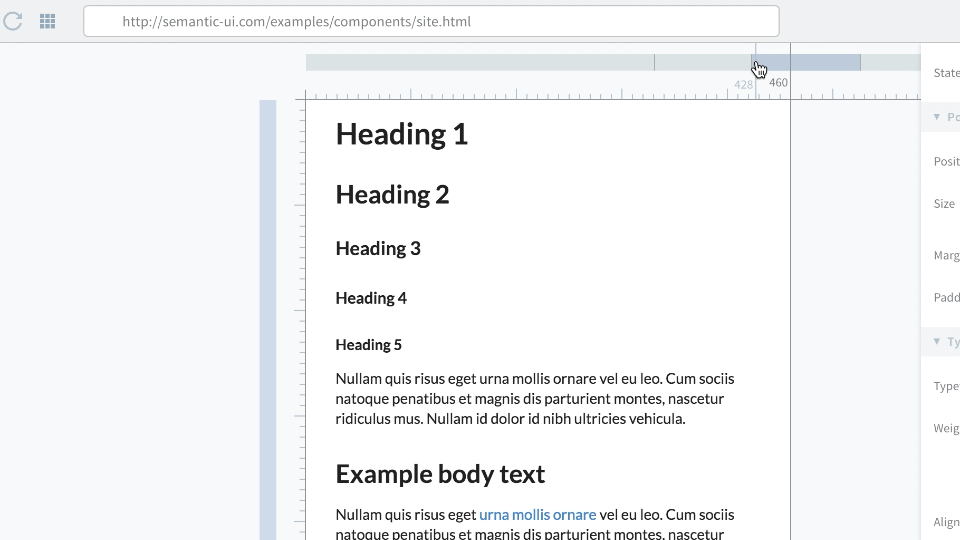 http://semantic-ui.com/examples/components/site.html
State
428
460
Heading 1
Po
Posit
Heading 2
Size
Heading 3
Marg
Heading 4
Padd
Heading 5
Ty
Nullam quis risus eget urna mollis ornare vel eu leo. Cum sociis
natoque penatibus et magnis dis parturient montes, nascetur
ridiculus mus. Nullam id dolor id nibh ultricies vehicula.
Type
Weig
Example body text
Nullam quis risus eget urna mollis ornare vel eu leo. Cum sociis
natoque penatibus et magnis dis parturient montes, nascetur
Align